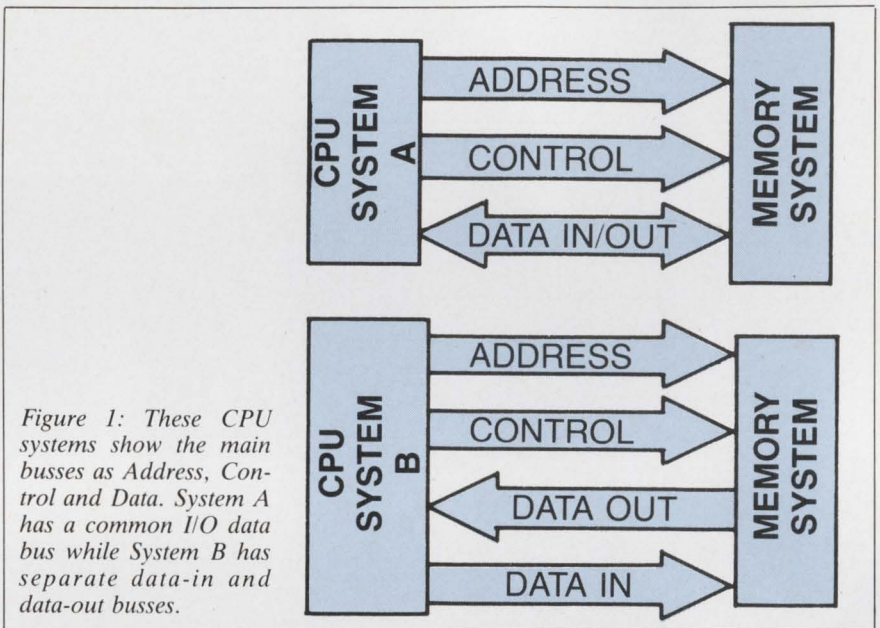 CPU
SYSTEM
A
ADDRESS
CONTROL
DATA IN/OUT
MEMORY
SYSTEM
CPU
SYSTEM
B
ADDRESS
CONTROL
DATA OUT
DATA IN
MEMORY
SYSTEM
Figure 1: These CPU
systems show the main
busses as Address, Con-
trol and Data. System A
has a common I/O data
bus while System B has
separate data-in and
data-out busses.